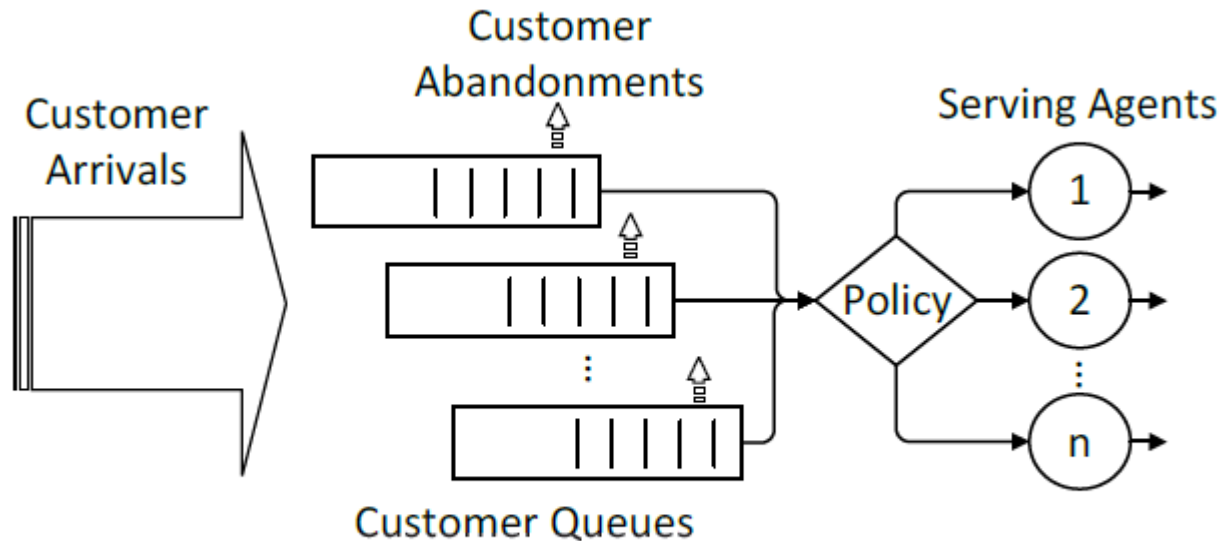 Customer
Abandonments
Customer
Arrivals
Serving Agents
1
Policy
2
⋮
⋮
n
Customer Queues